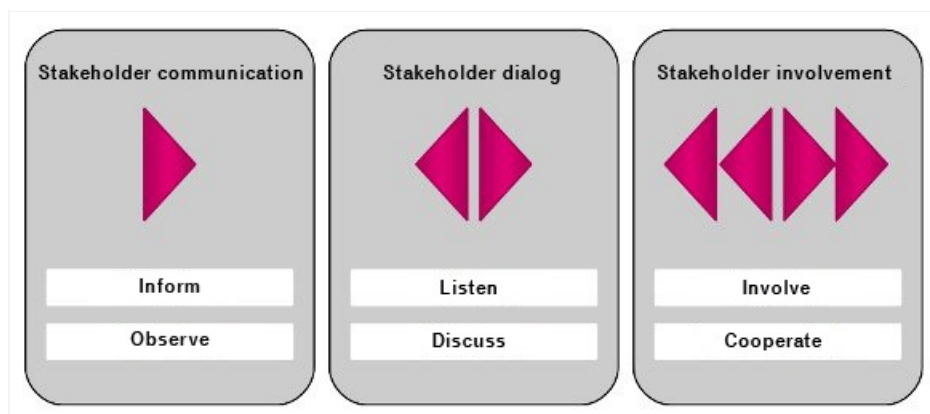 Stakeholder communication
Inform
Observe
Stakeholder dialog
Listen
Discuss
Stakeholder involvement
Involve
Cooperate